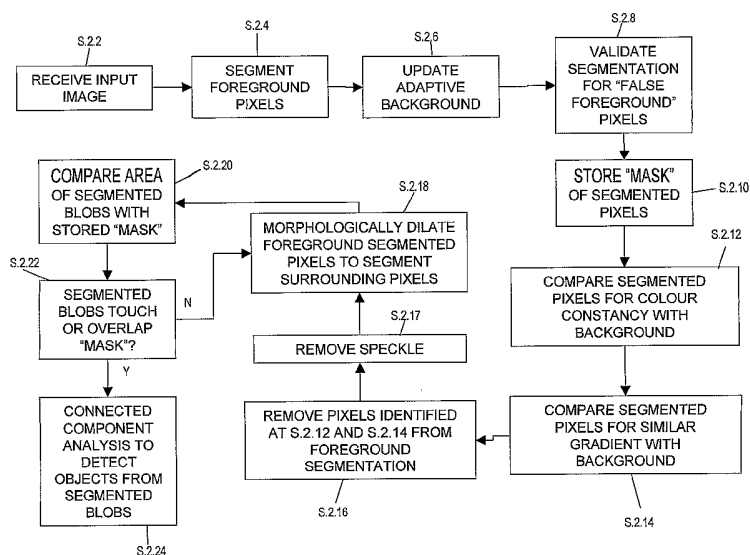 S.2.2
RECEIVE INPUT
IMAGE
S.2.4
SEGMENT
FOREGROUND
PIXELS
S.2.6
UPDATE
ADAPTIVE
BACKGROUND
S.2.8
VALIDATE
SEGMENTATION
FOR "FALSE
FOREGROUND"
PIXELS
S.2.10
STORE "MASK"
OF SEGMENTED
PIXELS
S.2.12
COMPARE SEGMENTED
PIXELS FOR COLOUR
CONSTANCY WITH
BACKGROUND
COMPARE SEGMENTED
PIXELS FOR SIMILAR
GRADIENT WITH
BACKGROUND
S.2.14
REMOVE PIXELS IDENTIFIED
AT S.2.12 AND S.2.14 FROM
FOREGROUND
SEGMENTATION
S.2.16
S.2.17
REMOVE SPECKLE
S.2.18
MORPHOLOGICALLY DILATE
FOREGROUND SEGMENTED
PIXELS TO SEGMENT
SURROUNDING PIXELS
S.2.20
COMPARE AREA
OF SEGMENTED
BLOBS WITH
STORED "MASK"
S.2.22
SEGMENTED
BLOBS TOUCH
OR OVERLAP
"MASK"?
N
Y
CONNECTED
COMPONENT
ANALYSIS TO
DETECT
OBJECTS FROM
SEGMENTED
BLOBS
S.2.24